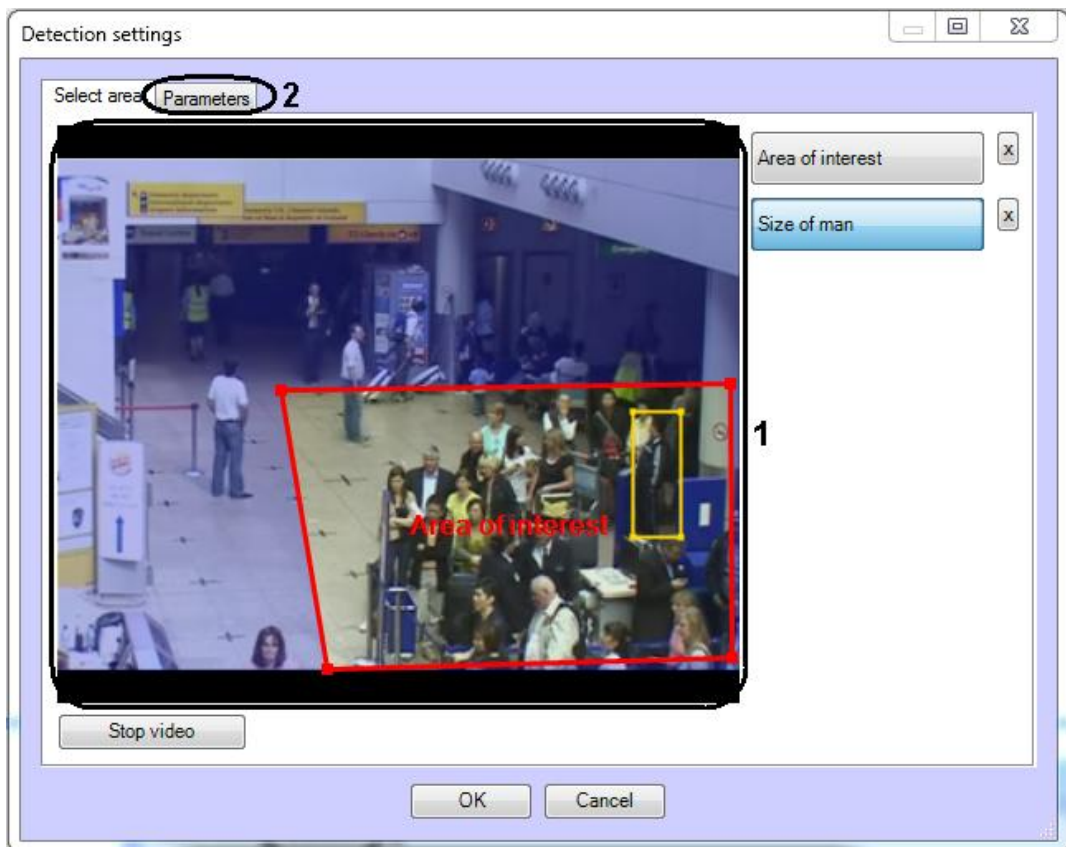 Detection settings
Select area
Parameters
2
Area of interest
x
Size of man
x
1
Area of interest
Stop video
OK
Cancel